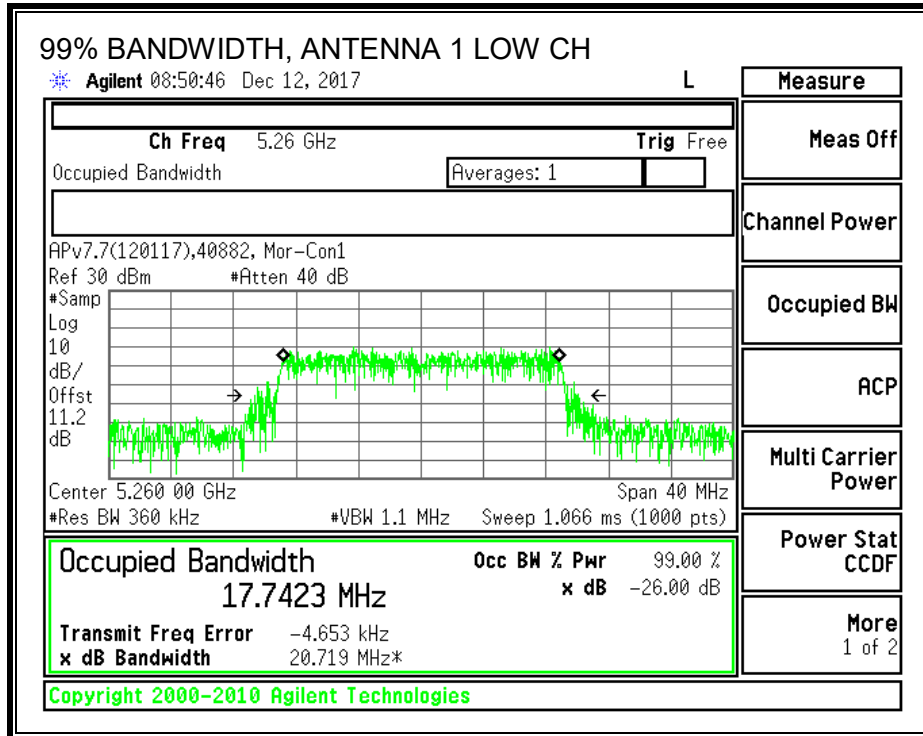 99% BANDWIDTH, ANTENNA 1 LOW CH
Agilent 08:50:46 Dec 12, 2017 L
Ch Freq 5.26 GHz Trig Free
Occupied Bandwidth Averages: 1
APv7.7(120117),40882, Mor-Con1
Ref 30 dBm #Atten 40 dB
#Samp
Log
10
dB/
Offst
11.2
dB
Center 5.260 00 GHz Span 40 MHz
#Res BW 360 kHz #VBW 1.1 MHz Sweep 1.066 ms (1000 pts)
Occupied Bandwidth Occ BW % Pwr 99.00 %
17.7423 MHz x dB -26.00 dB
Transmit Freq Error -4.653 kHz
x dB Bandwidth 20.719 MHz*
Copyright 2000-2010 Agilent Technologies
Measure
Meas Off
Channel Power
Occupied BW
ACP
Multi Carrier
Power
Power Stat
CCDF
More
1 of 2